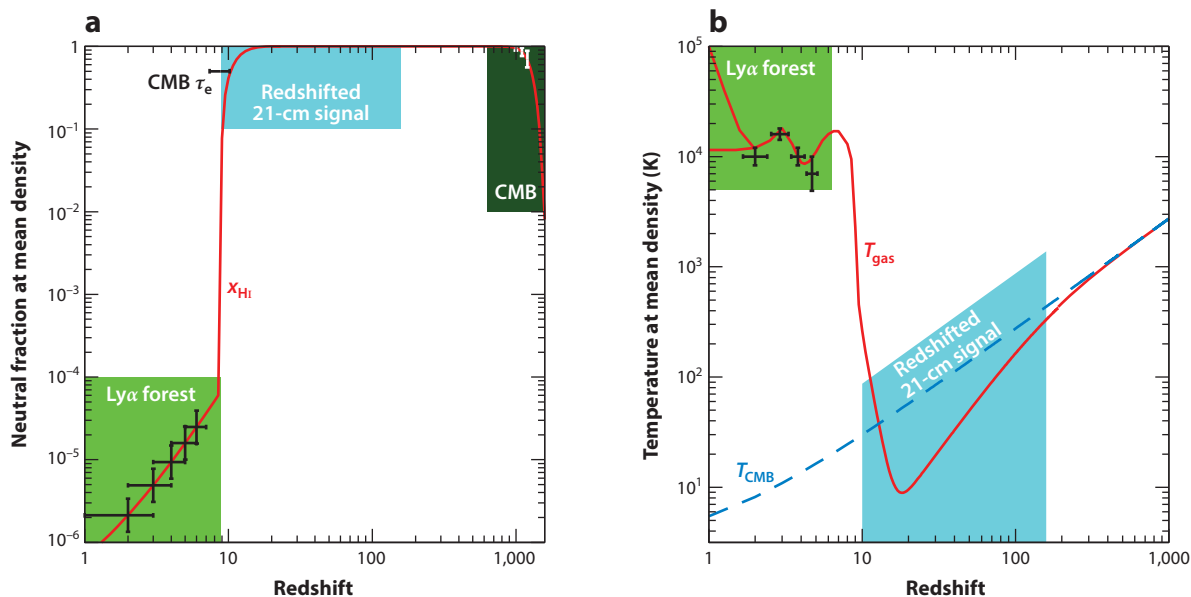 a
Neutral fraction at mean density
1
10⁻¹
10⁻²
10⁻³
10⁻⁴
10⁻⁵
10⁻⁶
CMB τe
Redshifted
21-cm signal
CMB
xHI
Lyα forest
1
10
100
1,000
Redshift
b
Temperature at mean density (K)
10⁵
10⁴
10³
10²
10¹
Lyα forest
Tgas
Redshifted
21-cm signal
TCMB
1
10
100
1,000
Redshift